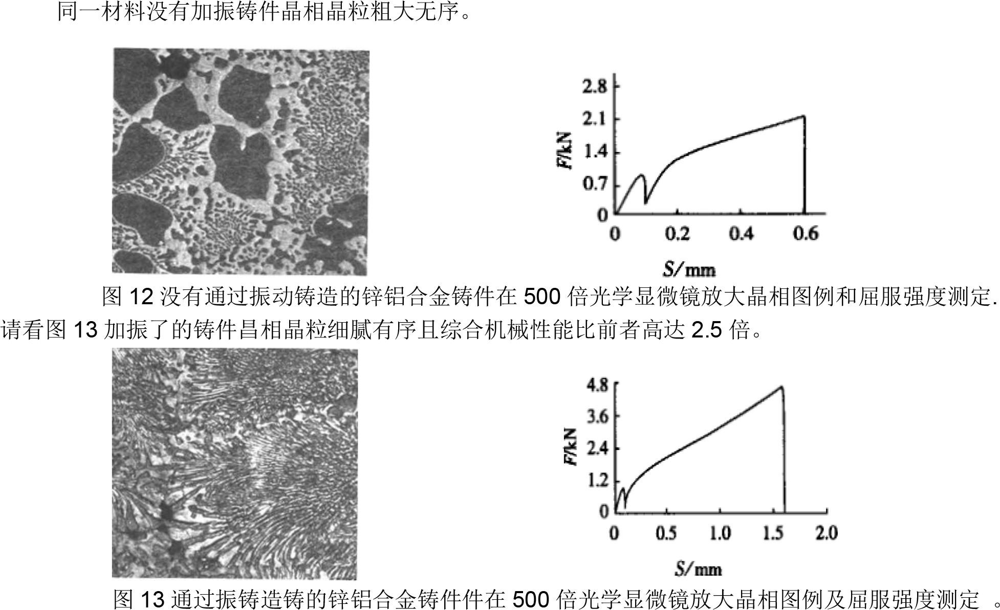 同一材料没有加振铸件晶相晶粒粗大无序。
2.8
2.1
1.4
0.7
0
F/kN
0 0.2 0.4 0.6
S/mm
图 12 没有通过振动铸造的锌铝合金铸件在 500 倍光学显微镜放大晶相图例和屈服强度测定.
请看图 13 加振了的铸件昌相晶粒细腻有序且综合机械性能比前者高达 2.5 倍。
4.8
3.6
2.4
1.2
0
F/kN
0 0.5 1.0 1.5 2.0
S/mm
图 13 通过振铸造铸的锌铝合金铸件件在 500 倍光学显微镜放大晶相图例及屈服强度测定 。